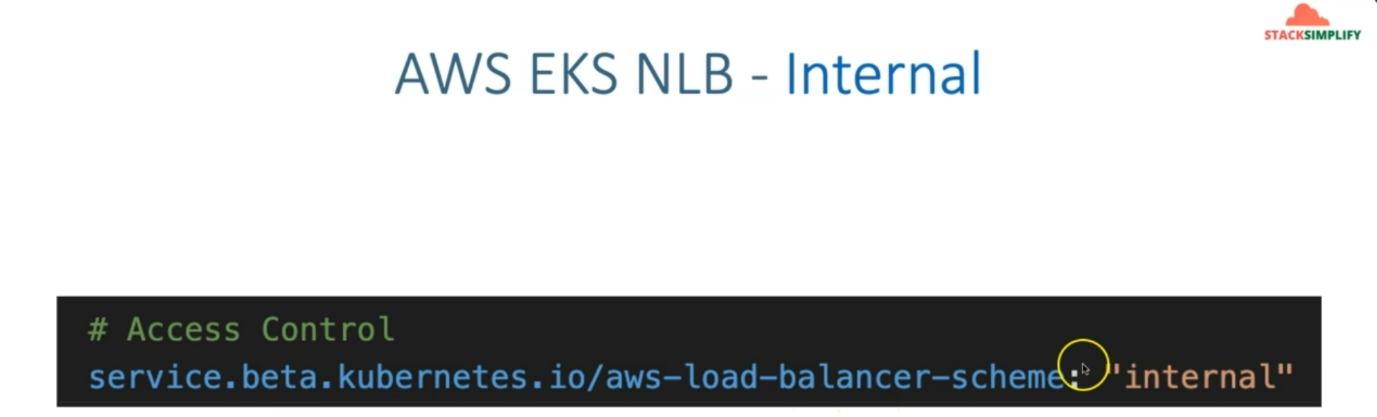 STACKSIMPLIFY
AWS EKS NLB - Internal
# Access Control
service.beta.kubernetes.io/aws-load-balancer-scheme: "internal"